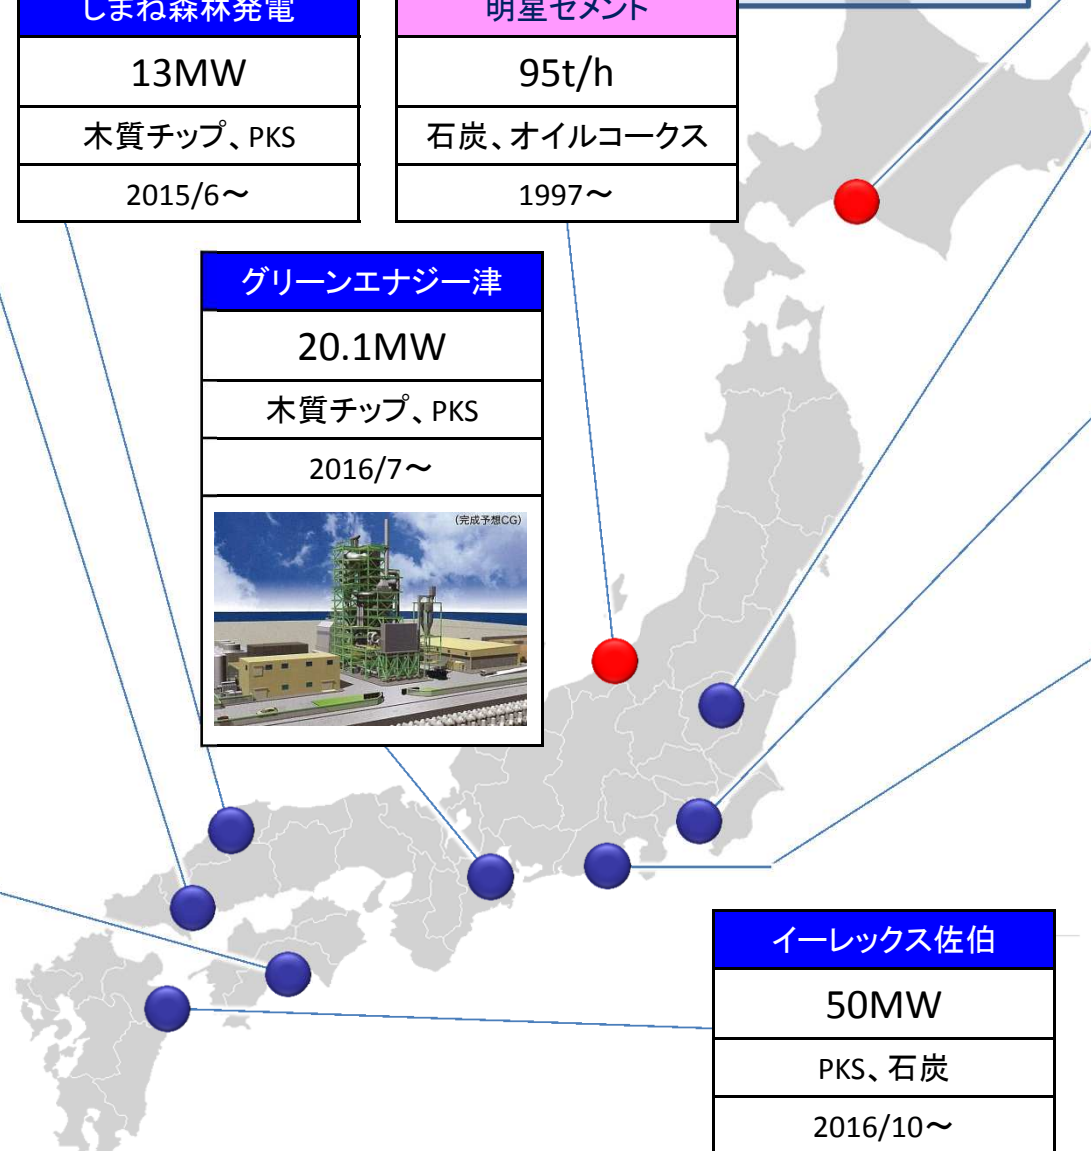 しまね森林発電
13MW
木質チップ、PKS
2015/6~
明星セメント
95t/h
石炭、オイルコークス
1997~
グリーンエナジー津
20.1MW
木質チップ、PKS
2016/7~
(完成予想CG)
イーレックス佐伯
50MW
PKS、石炭
2016/10~